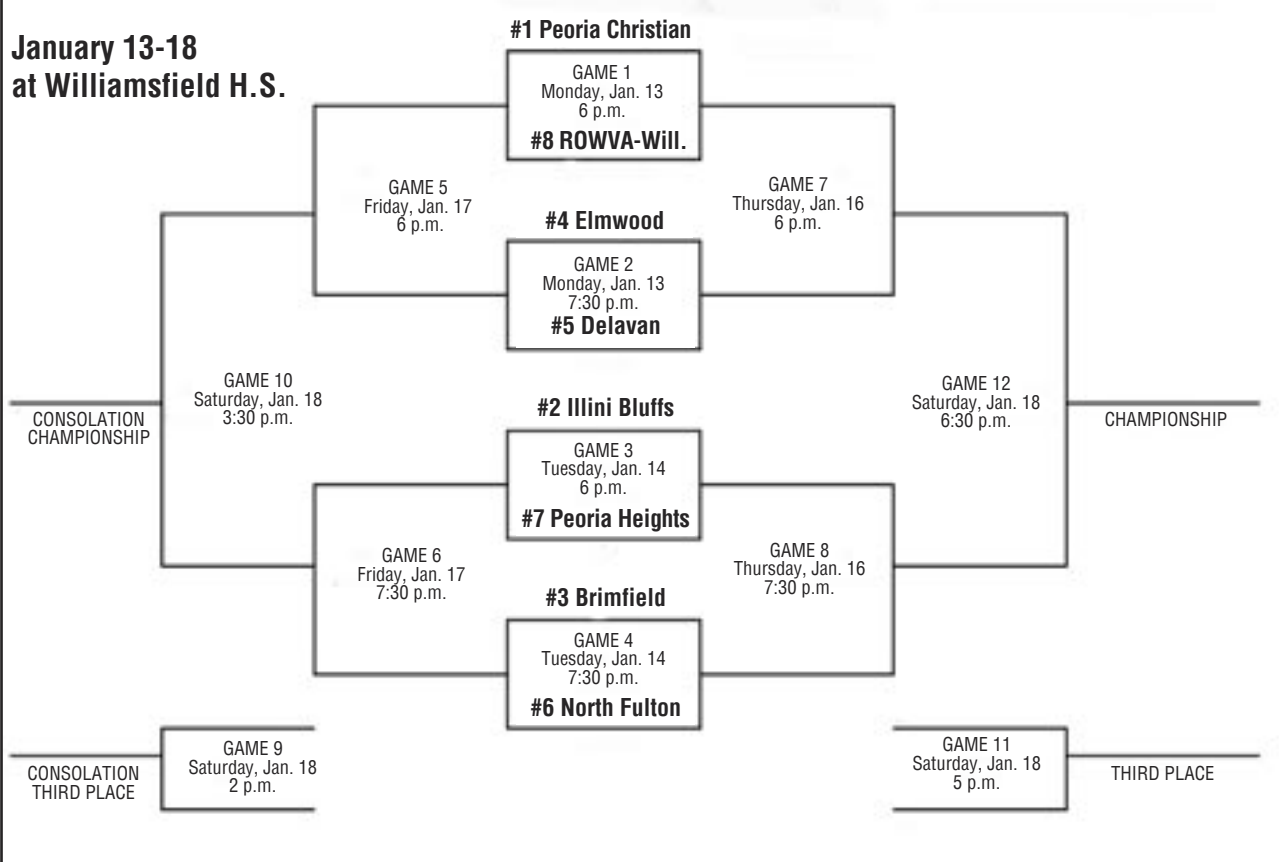 January 13-18
at Williamsfield H.S.
#1 Peoria Christian
GAME 1
Monday, Jan. 13
6 p.m.
#8 ROWVA-Will.
GAME 5
Friday, Jan. 17
6 p.m.
GAME 7
Thursday, Jan. 16
6 p.m.
#4 Elmwood
GAME 2
Monday, Jan. 13
7:30 p.m.
#5 Delavan
GAME 10
Saturday, Jan. 18
3:30 p.m.
CONSOLATION
CHAMPIONSHIP
GAME 12
Saturday, Jan. 18
6:30 p.m.
CHAMPIONSHIP
#2 Illini Bluffs
GAME 3
Tuesday, Jan. 14
6 p.m.
#7 Peoria Heights
GAME 6
Friday, Jan. 17
7:30 p.m.
GAME 8
Thursday, Jan. 16
7:30 p.m.
#3 Brimfield
GAME 4
Tuesday, Jan. 14
7:30 p.m.
#6 North Fulton
GAME 9
Saturday, Jan. 18
2 p.m.
CONSOLATION
THIRD PLACE
GAME 11
Saturday, Jan. 18
5 p.m.
THIRD PLACE